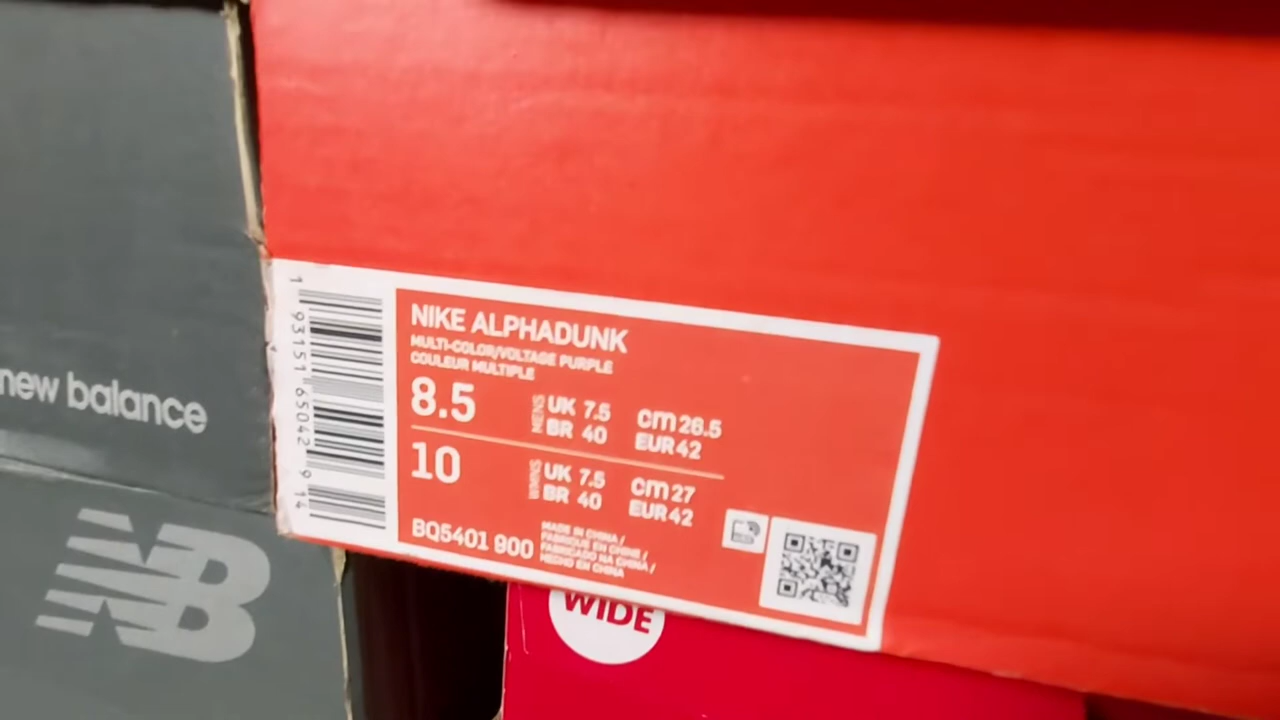 new balance
NB
1 93151 65042 9 14
NIKE ALPHADUNK
MULTI-COLOR/VOLTAGE PURPLE
COULEUR MULTIPLE
8.5 MENS UK 7.5 cm 26.5
BR 40 EUR 42
10 WMNS UK 7.5 cm 27
BR 40 EUR 42
BQ5401 900
MADE IN CHINA /
FABRIQUE EN CHINE /
FABRICADO NA CHINA /
HECHO EN CHINA
WIDE